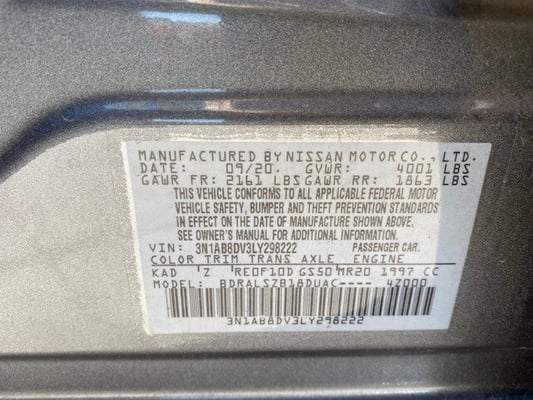 MANUFACTURED BY NISSAN MOTOR CO., LTD.
DATE: 09/20. GVWR: 4001 LBS
GAWR FR: 2161 LBS GAWR RR: 1863 LBS
THIS VEHICLE CONFORMS TO ALL APPLICABLE FEDERAL MOTOR
VEHICLE SAFETY, BUMPER AND THEFT PREVENTION STANDARDS
IN EFFECT ON THE DATE OF MANUFACTURE SHOWN ABOVE.
SEE OWNER'S MANUAL FOR ADDITIONAL INFORMATION.
VIN: 3N1AB8DV3LY298222 PASSENGER CAR.
COLOR TRIM TRANS AXLE ENGINE
KAD Z RE0F10D GS50 MR20 1997 CC
MODEL: BDRALSZB18DUAC---- 4Z000
3N1AB8DV3LY298222